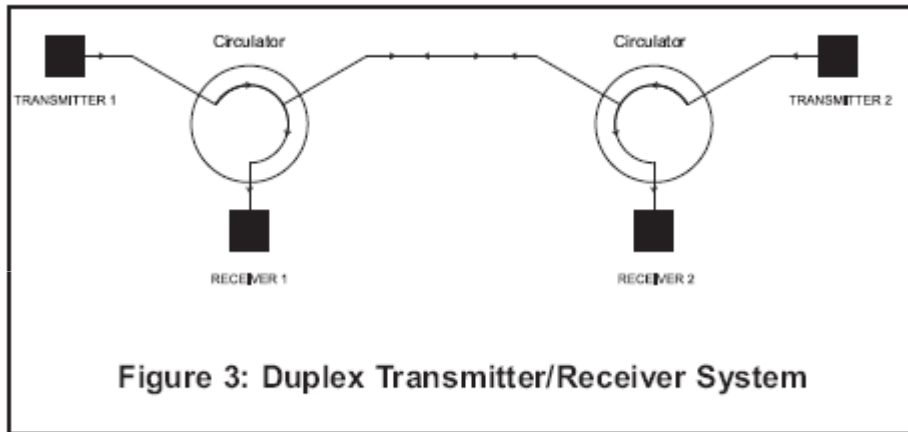 Circulator
Circulator
TRANSMITTER 1
TRANSMITTER 2
RECEIVER 1
RECEIVER 2
Figure 3: Duplex Transmitter/Receiver System